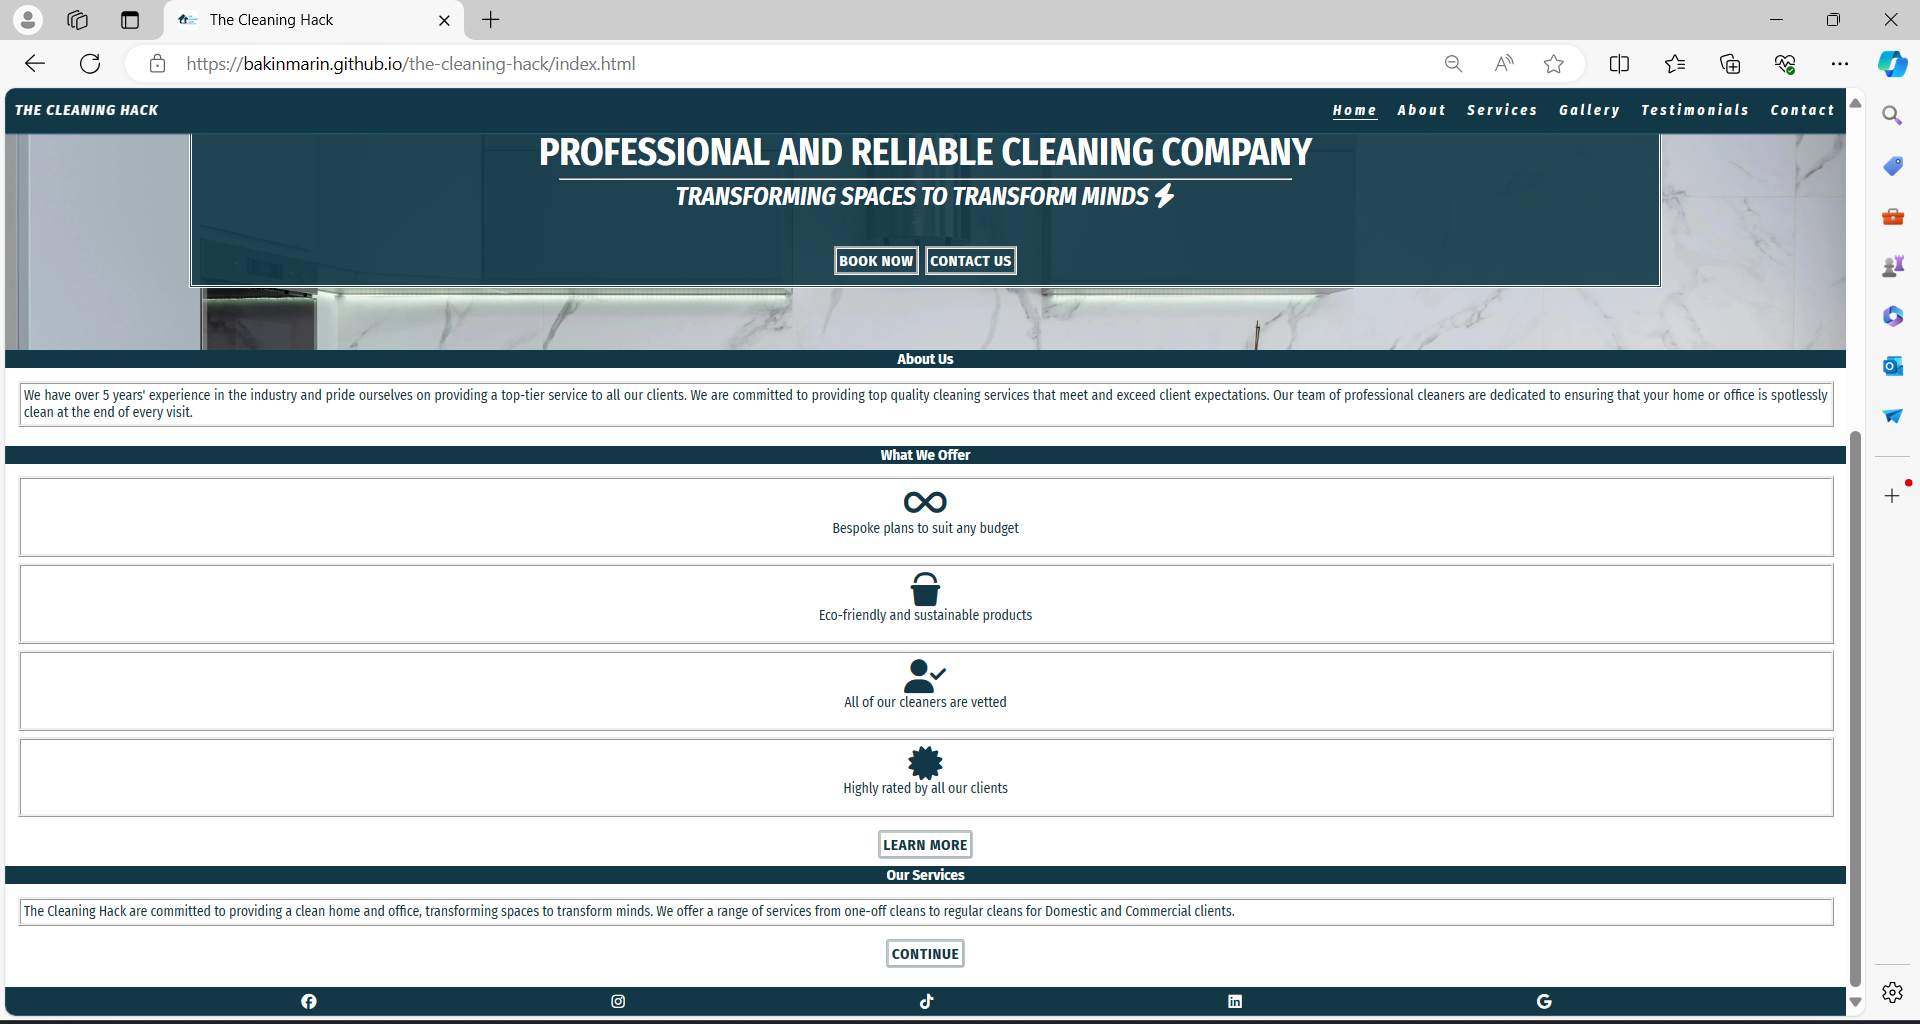 The Cleaning Hack
https://bakinmarin.github.io/the-cleaning-hack/index.html
THE CLEANING HACK
Home About Services Gallery Testimonials Contact
PROFESSIONAL AND RELIABLE CLEANING COMPANY
TRANSFORMING SPACES TO TRANSFORM MINDS
BOOK NOW CONTACT US
About Us
We have over 5 years' experience in the industry and pride ourselves on providing a top-tier service to all our clients. We are committed to providing top quality cleaning services that meet and exceed client expectations. Our team of professional cleaners are dedicated to ensuring that your home or office is spotlessly
clean at the end of every visit.
What We Offer
Bespoke plans to suit any budget
Eco-friendly and sustainable products
All of our cleaners are vetted
Highly rated by all our clients
LEARN MORE
Our Services
The Cleaning Hack are committed to providing a clean home and office, transforming spaces to transform minds. We offer a range of services from one-off cleans to regular cleans for Domestic and Commercial clients.
CONTINUE